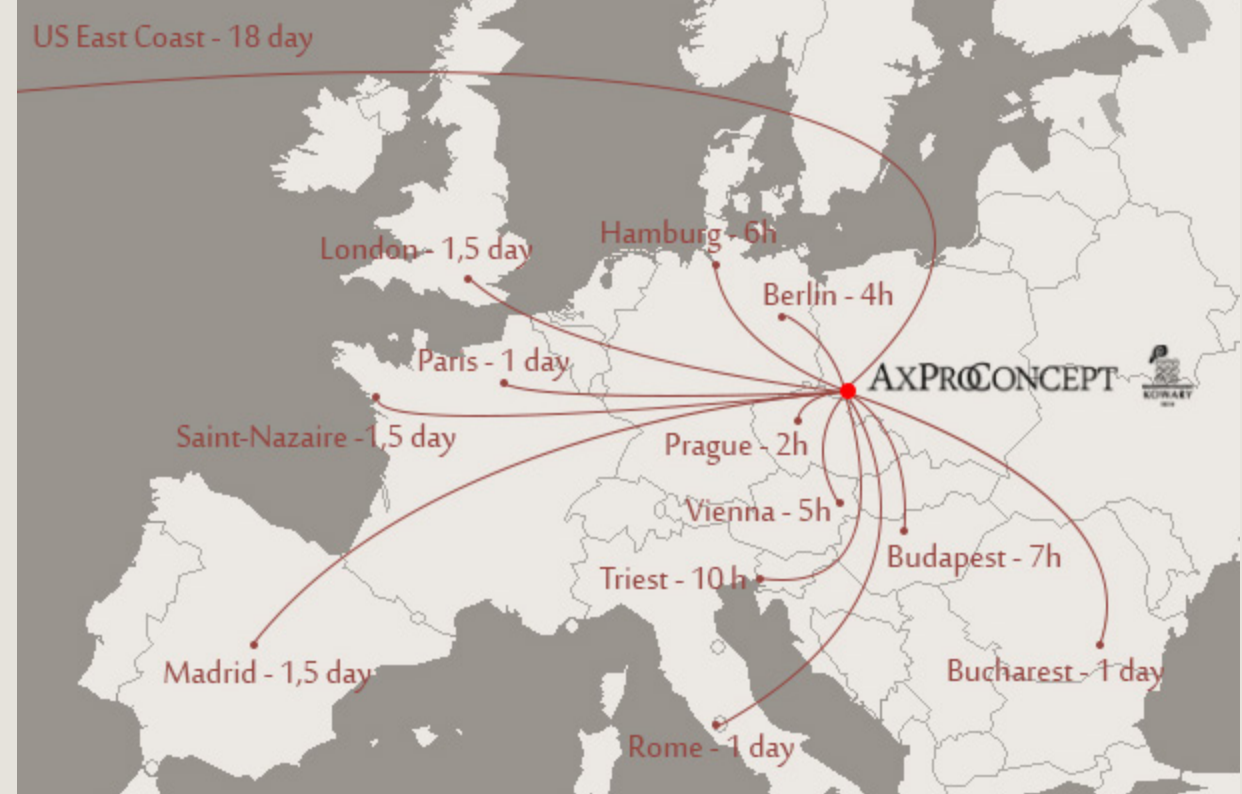 US East Coast - 18 day
Hamburg - 6h
London - 1,5 day
Berlin - 4h
Paris - 1 day
AXPROCONCEPT
KOWARY
Saint-Nazaire -1,5 day
Prague - 2h
Vienna - 5h
Budapest - 7h
Triest - 10 h
Madrid - 1,5 day
Bucharest - 1 day
Rome - 1 day